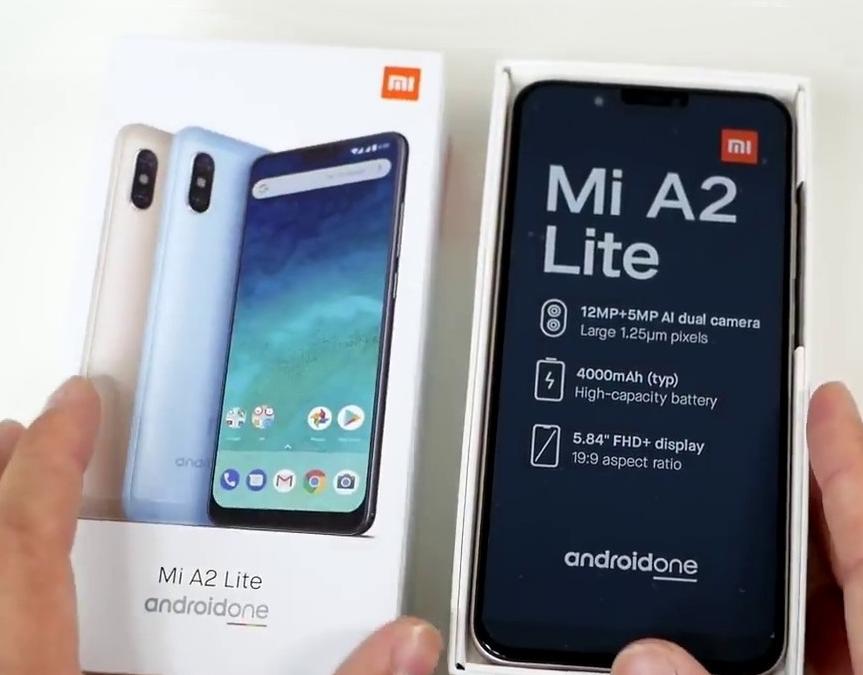 mi
Mi A2 Lite
androidone
mi
Mi A2
Lite
12MP+5MP AI dual camera
Large 1.25µm pixels
4000mAh (typ)
High-capacity battery
5.84" FHD+ display
19:9 aspect ratio
androidone